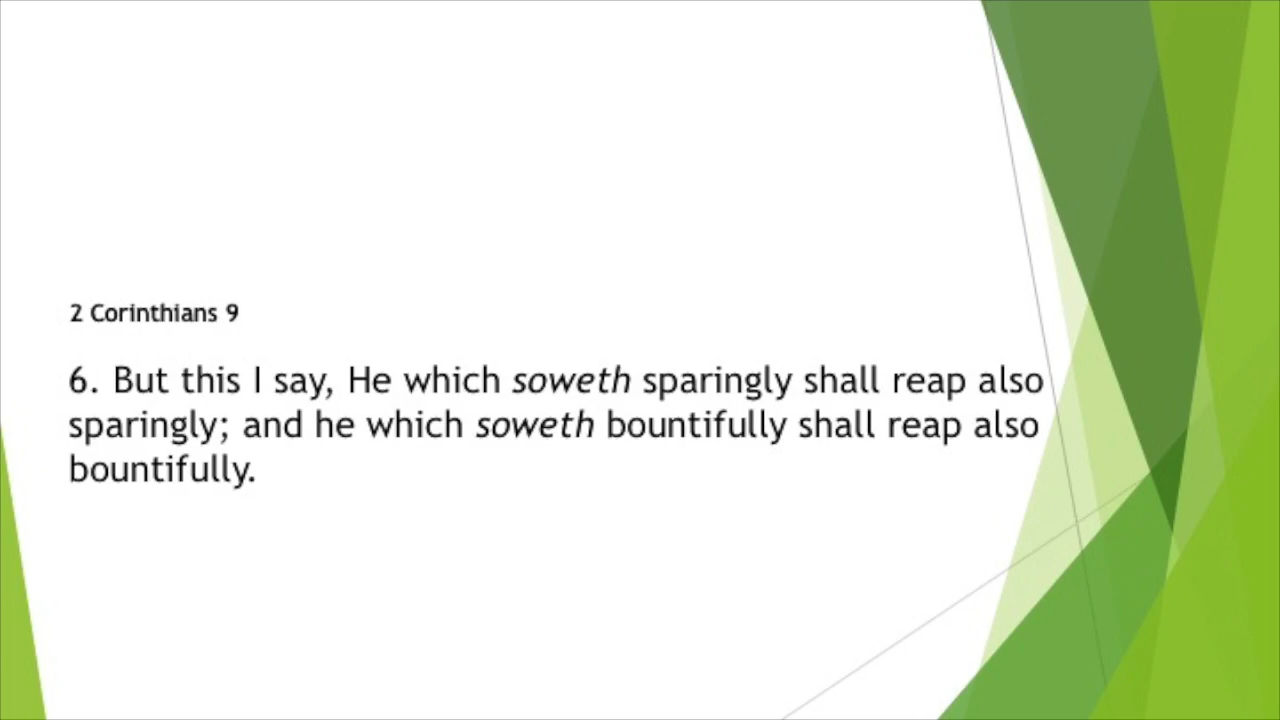 2 Corinthians 9
6. But this I say, He which soweth sparingly shall reap also
sparingly; and he which soweth bountifully shall reap also
bountifully.